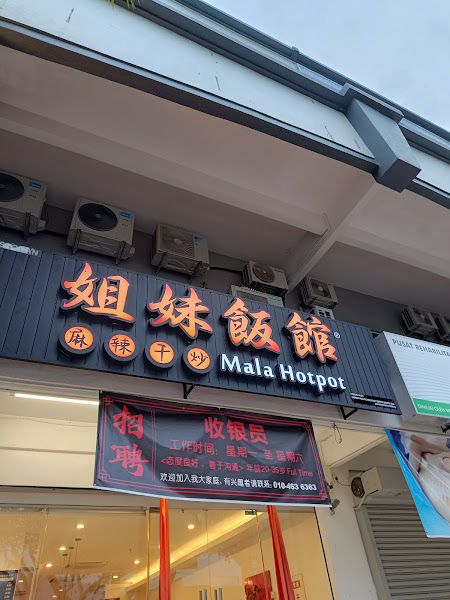 姐妹飯館®
麻辣干炒 Mala Hotpot
招聘
收银员
工作时间：星期一至星期六
<态度良好，善于沟通> 年龄20-35岁 Full Time
欢迎加入我大家庭, 有兴趣者请联系: 010-463 6363
PUSAT REHABILITA